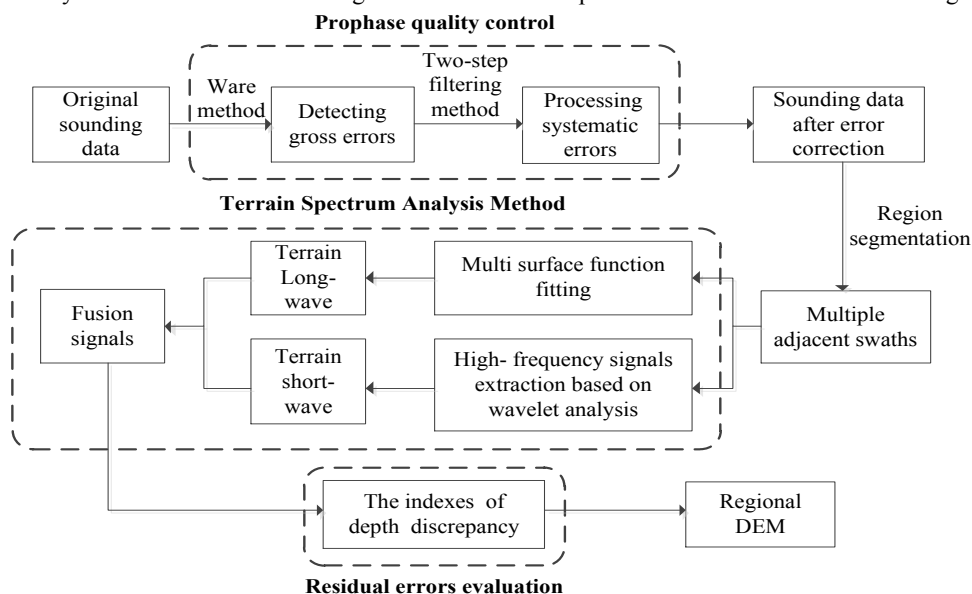 Prophase quality control
Original
sounding
data
Ware
method
Detecting
gross errors
Two-step
filtering
method
Processing
systematic
errors
Sounding data
after error
correction
Region
segmentation
Terrain Spectrum Analysis Method
Multiple
adjacent swaths
Multi surface function
fitting
High- frequency signals
extraction based on
wavelet analysis
Terrain
Long-
wave
Terrain
short-
wave
Fusion
signals
The indexes of
depth discrepancy
Regional
DEM
Residual errors evaluation